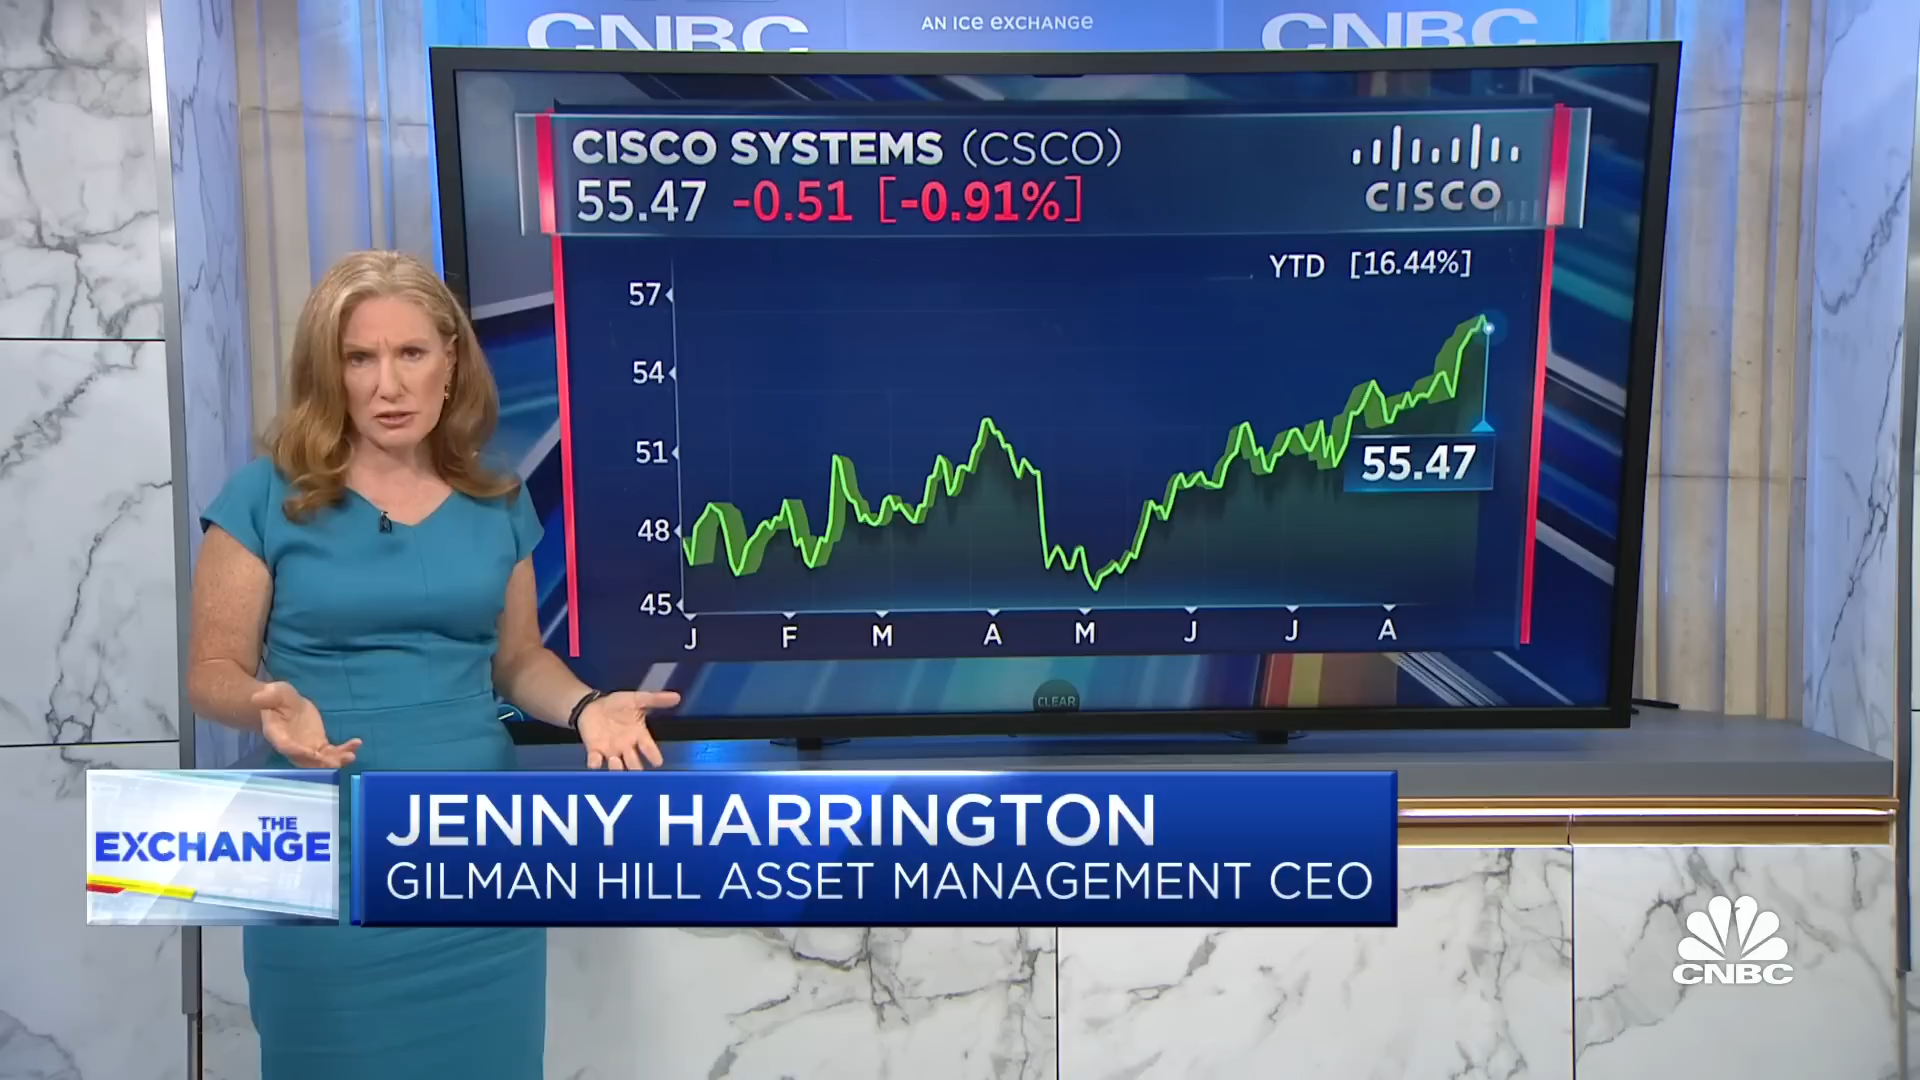 CNBC
AN ICE EXCHANGE
CNBC
CISCO SYSTEMS (CSCO)
55.47 -0.51 [-0.91%]
CISCO
YTD [16.44%]
57
54
51
48
45
55.47
J F M A M J J A
CLEAR
THE
EXCHANGE
JENNY HARRINGTON
GILMAN HILL ASSET MANAGEMENT CEO
CNBC